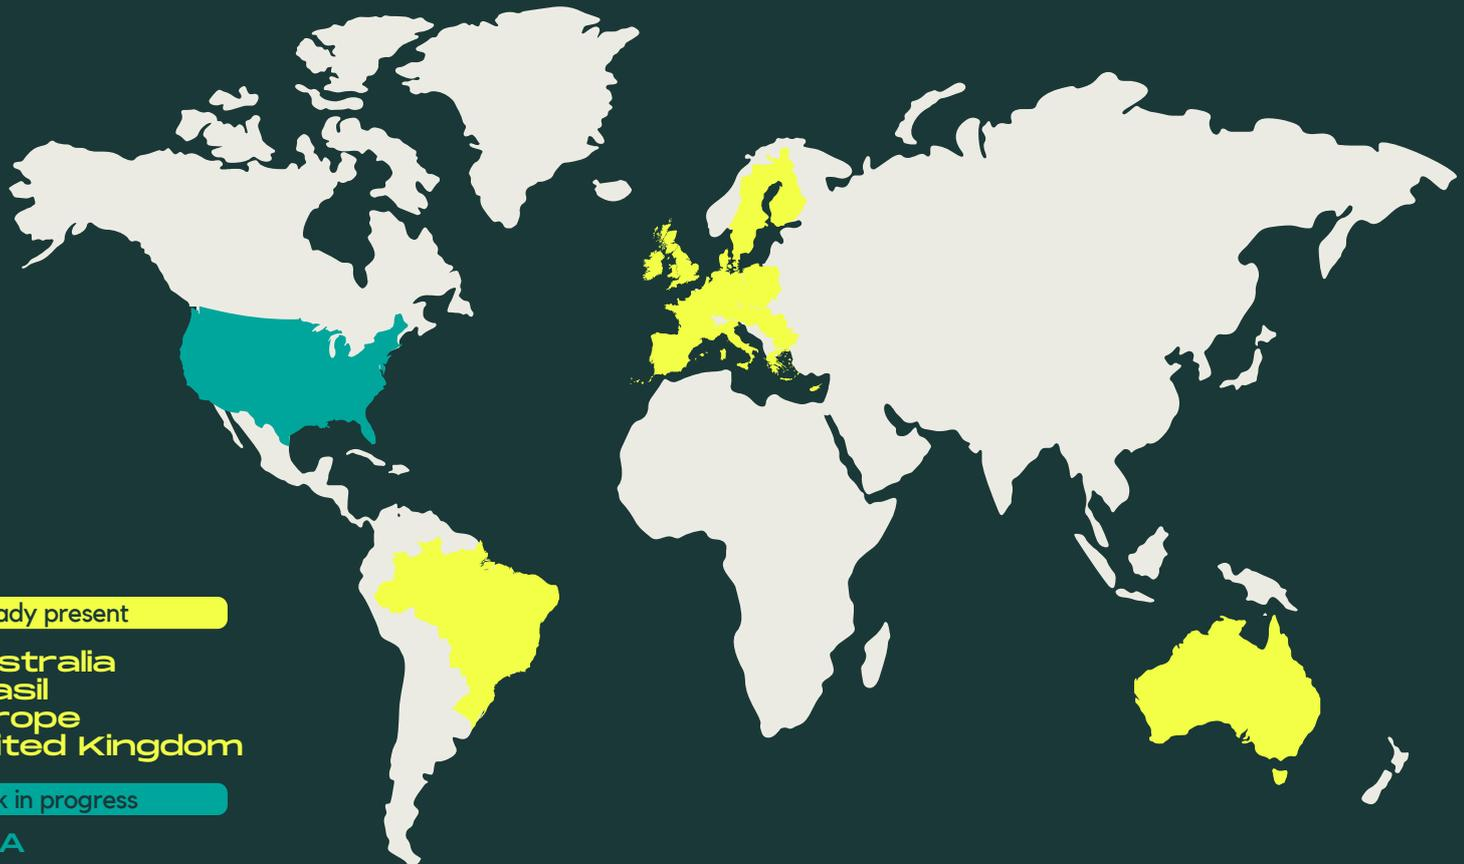 ady present
stralia
asil
rope
ited Kingdom
k in progress
A